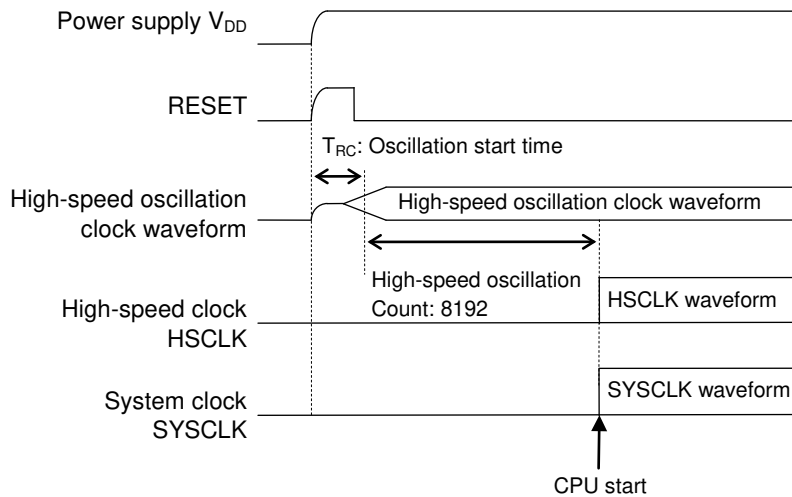 Power supply VDD
RESET
TRC: Oscillation start time
High-speed oscillation
clock waveform
High-speed oscillation clock waveform
High-speed oscillation
Count: 8192
High-speed clock
HSCLK
HSCLK waveform
System clock
SYSCLK
SYSCLK waveform
CPU start